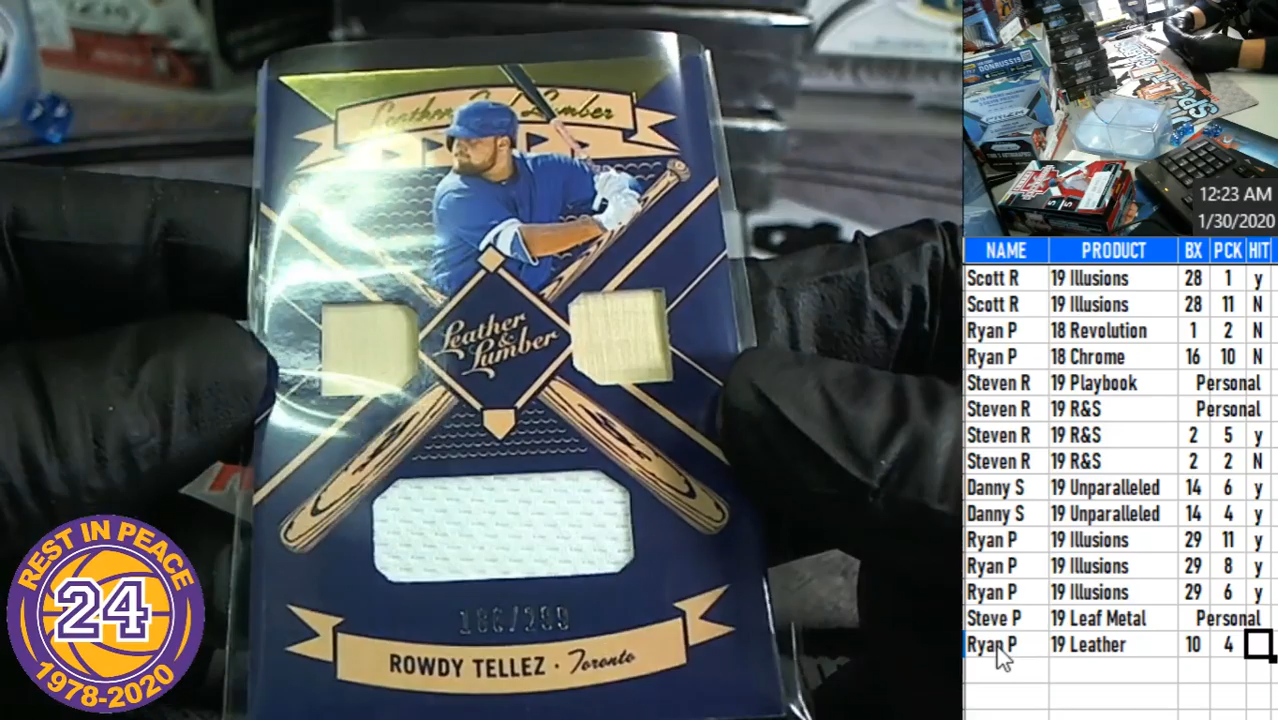 Leather And Lumber
Leather
&
Lumber
186/299
ROWDY TELLEZ · Toronto
REST IN PEACE
24
1978-2020
DONRUSS19
12:23 AM
1/30/2020
NAME PRODUCT BX PCK HIT
Scott R 19 Illusions 28 1 y
Scott R 19 Illusions 28 11 N
Ryan P 18 Revolution 1 2 N
Ryan P 18 Chrome 16 10 N
Steven R 19 Playbook Personal
Steven R 19 R&S Personal
Steven R 19 R&S 2 5 y
Steven R 19 R&S 2 2 N
Danny S 19 Unparalleled 14 6 y
Danny S 19 Unparalleled 14 4 y
Ryan P 19 Illusions 29 11 y
Ryan P 19 Illusions 29 8 y
Ryan P 19 Illusions 29 6 y
Steve P 19 Leaf Metal Personal
Ryan P 19 Leather 10 4